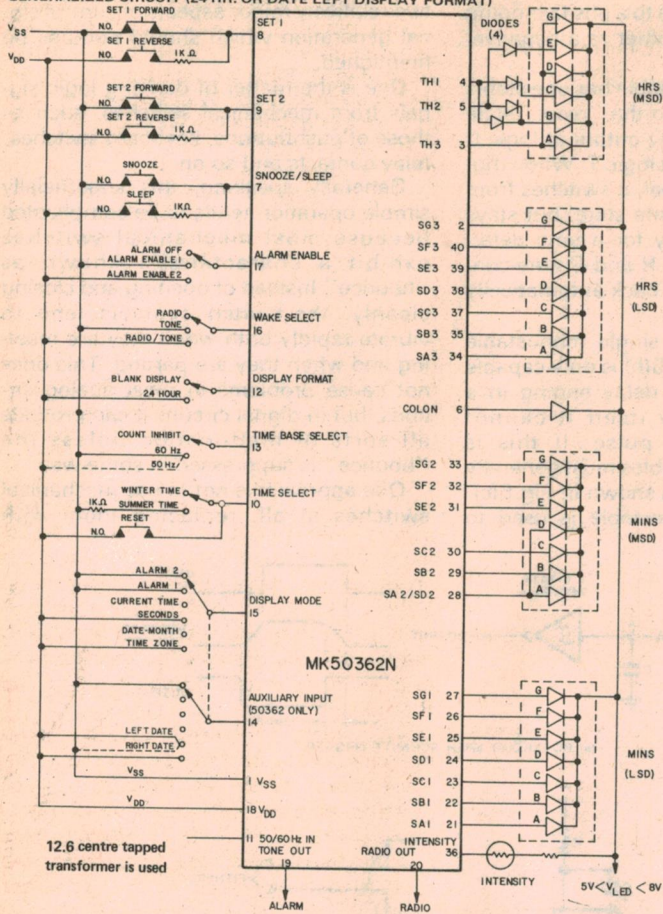 GENERALIZED CIRCUIT (24 HR. OR DATE LEFT DISPLAY FORMAT)
SET 1 FORWARD
VSS
N.O.
SET 1
8
SET 1 REVERSE
VDD
N.O.
1KΩ
SET 2 FORWARD
N.O.
SET 2
9
SET 2 REVERSE
N.O.
1KΩ
SNOOZE
N.O.
SNOOZE/SLEEP
7
SLEEP
N.O.
1KΩ
ALARM ENABLE 1
ALARM ENABLE 2
ALARM ENABLE
17
RADIO
TONE
RADIO/TONE
WAKE SELECT
16
BLANK DISPLAY
24 HOUR
DISPLAY FORMAT
12
COUNT INHIBIT
60 Hz
50 Hz
TIME BASE SELECT
13
WINTER TIME
1KΩ
SUMMER TIME
TIME SELECT
10
RESET
N.O.
ALARM 2
ALARM 1
CURRENT TIME
SECONDS
DATE-MONTH
TIME ZONE
DISPLAY MODE
15
MK50362N
AUXILIARY INPUT
(50362 ONLY)
14
LEFT DATE
RIGHT DATE
VSS
1 VSS
VDD
18 VDD
11 50/60Hz IN
TONE OUT
19
RADIO OUT
20
INTENSITY
36
12.6 centre tapped
transformer is used
ALARM
RADIO
INTENSITY
5V<VLED<8V
DIODES
(4)
TH1 4
TH2 5
TH3 3
G
E
D
C
B
A
HRS
(MSD)
SG3 2
SF3 40
SE3 39
SD3 38
SC3 37
SB3 35
SA3 34
G
F
E
D
C
B
A
HRS
(LSD)
COLON 6
SG2 33
SF2 32
SE2 31
SC2 30
SB2 29
SA2/SD2 28
G
F
E
D
C
B
A
MINS
(MSD)
SG1 27
SF1 26
SE1 25
SD1 24
SC1 23
SB1 22
SA1 21
G
F
E
D
C
B
A
MINS
(LSD)